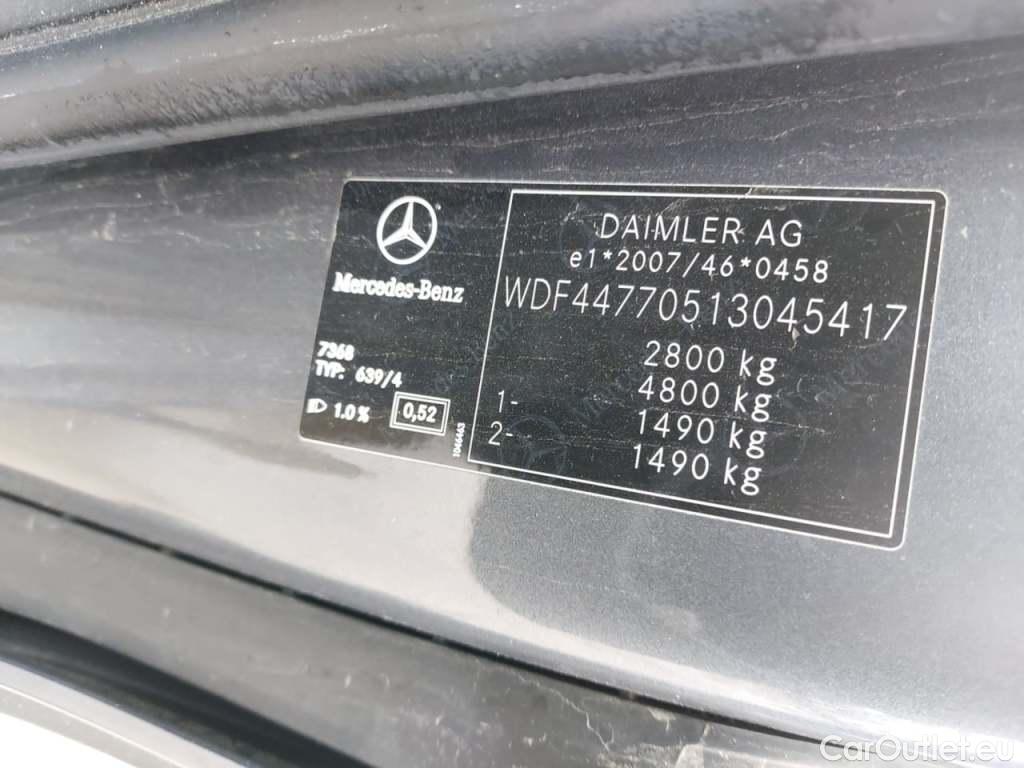 Mercedes-Benz
7368
TYP: 639/4
1.0%
0,52
1046463
DAIMLER AG
e1*2007/46*0458
WDF44770513045417
2800 kg
4800 kg
1- 1490 kg
2- 1490 kg
CarOutlet.eu